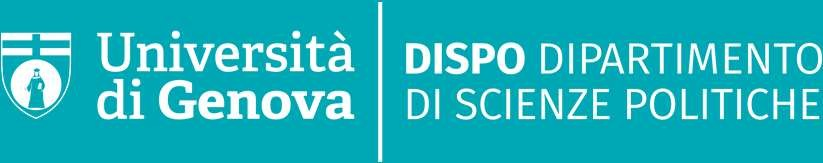 Università
di Genova
DISPO DIPARTIMENTO
DI SCIENZE POLITICHE